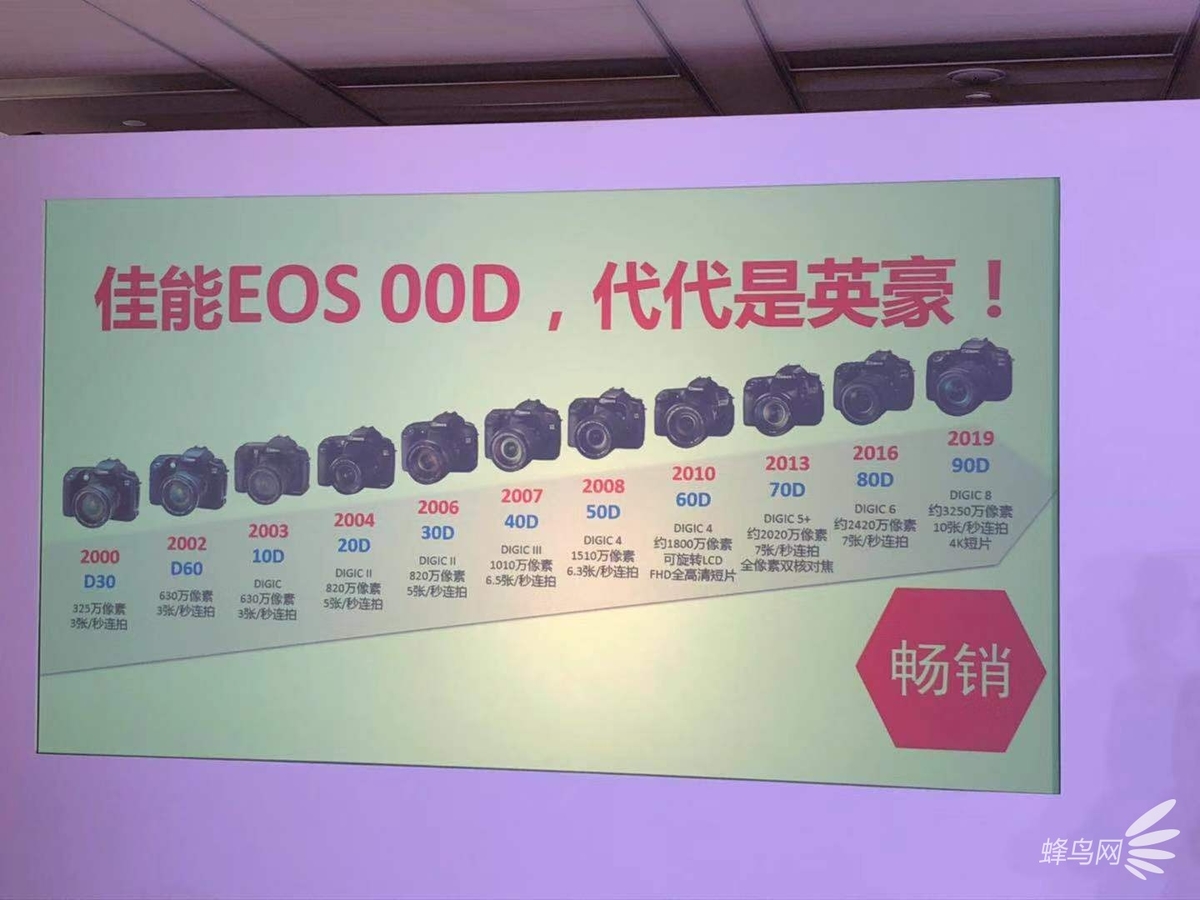 佳能EOS 00D，代代是英豪！
2000
D30
325万像素
3张/秒连拍
2002
D60
630万像素
3张/秒连拍
2003
10D
DIGIC
630万像素
3张/秒连拍
2004
20D
DIGIC II
820万像素
5张/秒连拍
2006
30D
DIGIC II
820万像素
5张/秒连拍
2007
40D
DIGIC III
1010万像素
6.5张/秒连拍
2008
50D
DIGIC 4
1510万像素
6.3张/秒连拍
2010
60D
DIGIC 4
约1800万像素
可旋转LCD
FHD全高清短片
2013
70D
DIGIC 5+
约2020万像素
7张/秒连拍
全像素双核对焦
2016
80D
DIGIC 6
约2420万像素
7张/秒连拍
2019
90D
DIGIC 8
约3250万像素
10张/秒连拍
4K短片
畅销
蜂鸟网